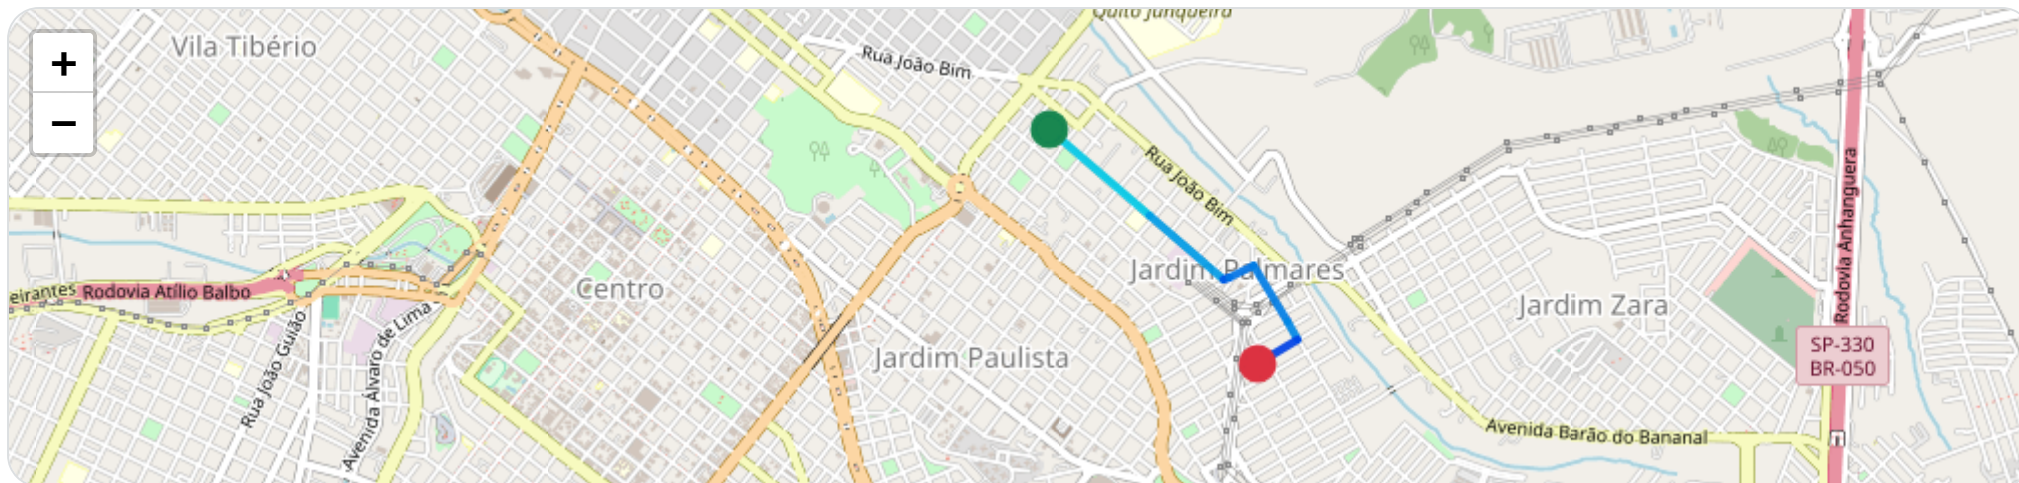 Quito Junqueira
Vila Tibério
+
Rua João Bim
−
Rua João Bim
Rodovia Anhanguera
Jardim Palmares
Centro
eirantes
Rodovia Atílio Balbo
Jardim Zara
Rua João Guião
Avenida Álvaro de Lima
Jardim Paulista
SP-330
BR-050
Avenida Barão do Bananal